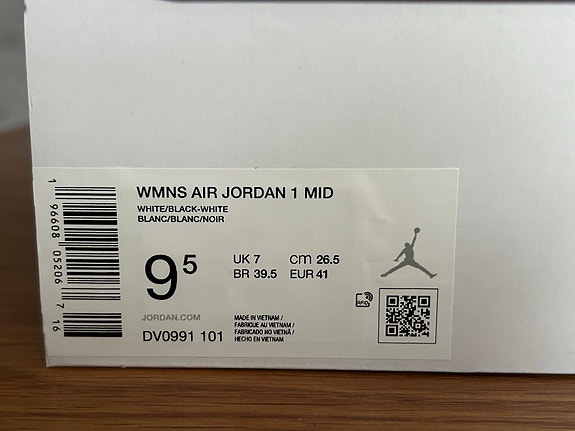 WMNS AIR JORDAN 1 MID
WHITE/BLACK-WHITE
BLANC/BLANC/NOIR
9⁵
UK 7 cm 26.5
BR 39.5 EUR 41
JORDAN.COM
DV0991 101
MADE IN VIETNAM /
FABRIQUE AU VIETNAM /
FABRICADO NO VIETNÃ /
HECHO EN VIETNAM
RFID
1 96608 05206 7 16